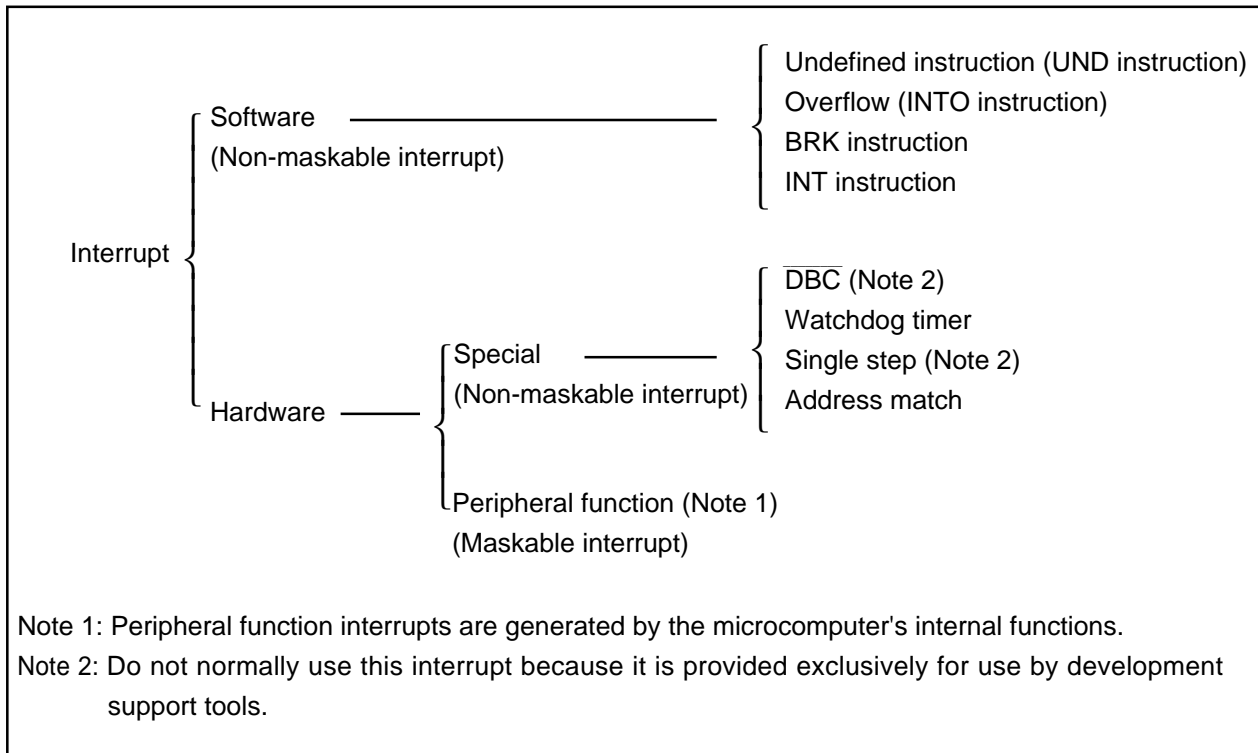 Interrupt
Software
(Non-maskable interrupt)
Undefined instruction (UND instruction)
Overflow (INTO instruction)
BRK instruction
INT instruction
Hardware
Special
(Non-maskable interrupt)
D̅B̅C̅ (Note 2)
Watchdog timer
Single step (Note 2)
Address match
Peripheral function (Note 1)
(Maskable interrupt)
Note 1: Peripheral function interrupts are generated by the microcomputer's internal functions.
Note 2: Do not normally use this interrupt because it is provided exclusively for use by development
support tools.